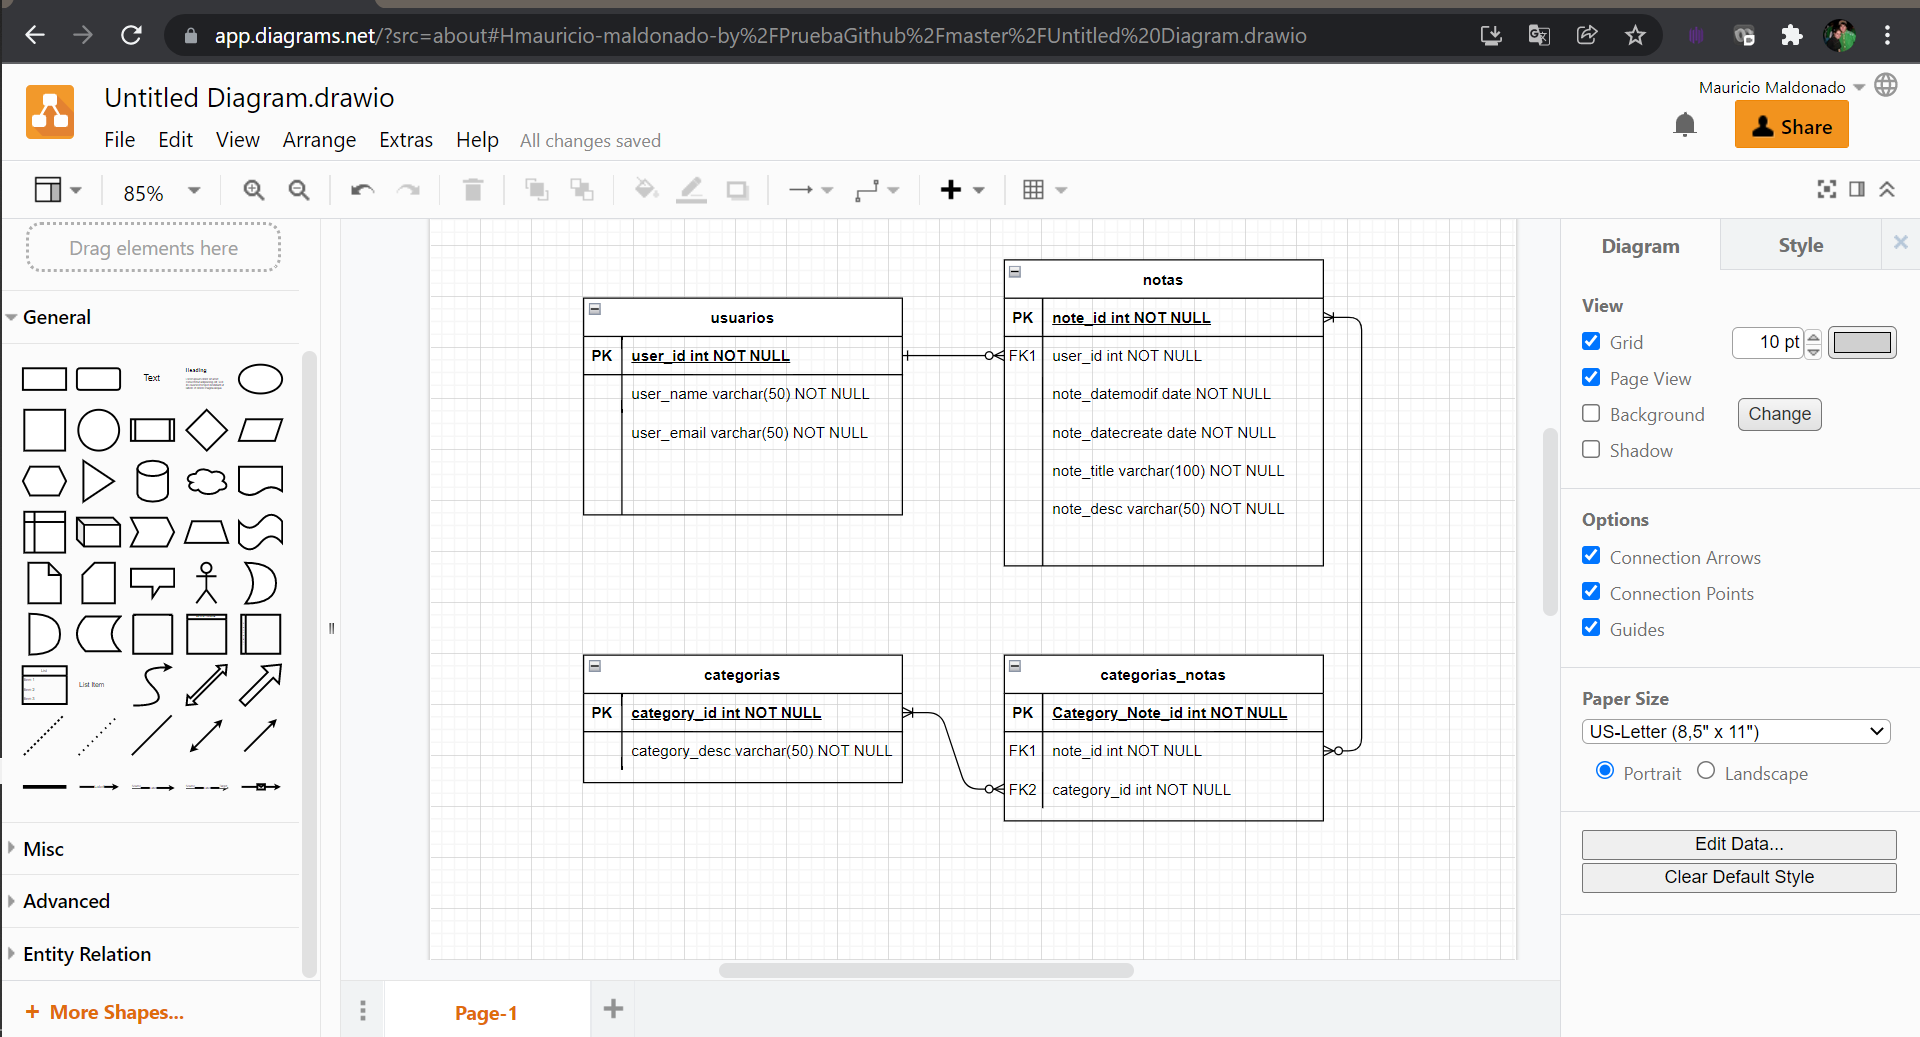 app.diagrams.net/?src=about#Hmauricio-maldonado-by%2FPruebaGithub%2Fmaster%2FUntitled%20Diagram.drawio
Untitled Diagram.drawio
Mauricio Maldonado
File Edit View Arrange Extras Help All changes saved
Share
85%
Drag elements here
General
Text
Heading
List Item
Misc
Advanced
Entity Relation
+ More Shapes...
usuarios
PK user_id int NOT NULL
user_name varchar(50) NOT NULL
user_email varchar(50) NOT NULL
notas
PK note_id int NOT NULL
FK1 user_id int NOT NULL
note_datemodif date NOT NULL
note_datecreate date NOT NULL
note_title varchar(100) NOT NULL
note_desc varchar(50) NOT NULL
categorias
PK category_id int NOT NULL
category_desc varchar(50) NOT NULL
categorias_notas
PK Category_Note_id int NOT NULL
FK1 note_id int NOT NULL
FK2 category_id int NOT NULL
Page-1
Diagram Style
View
Grid 10 pt
Page View
Background Change
Shadow
Options
Connection Arrows
Connection Points
Guides
Paper Size
US-Letter (8,5" x 11")
Portrait Landscape
Edit Data...
Clear Default Style